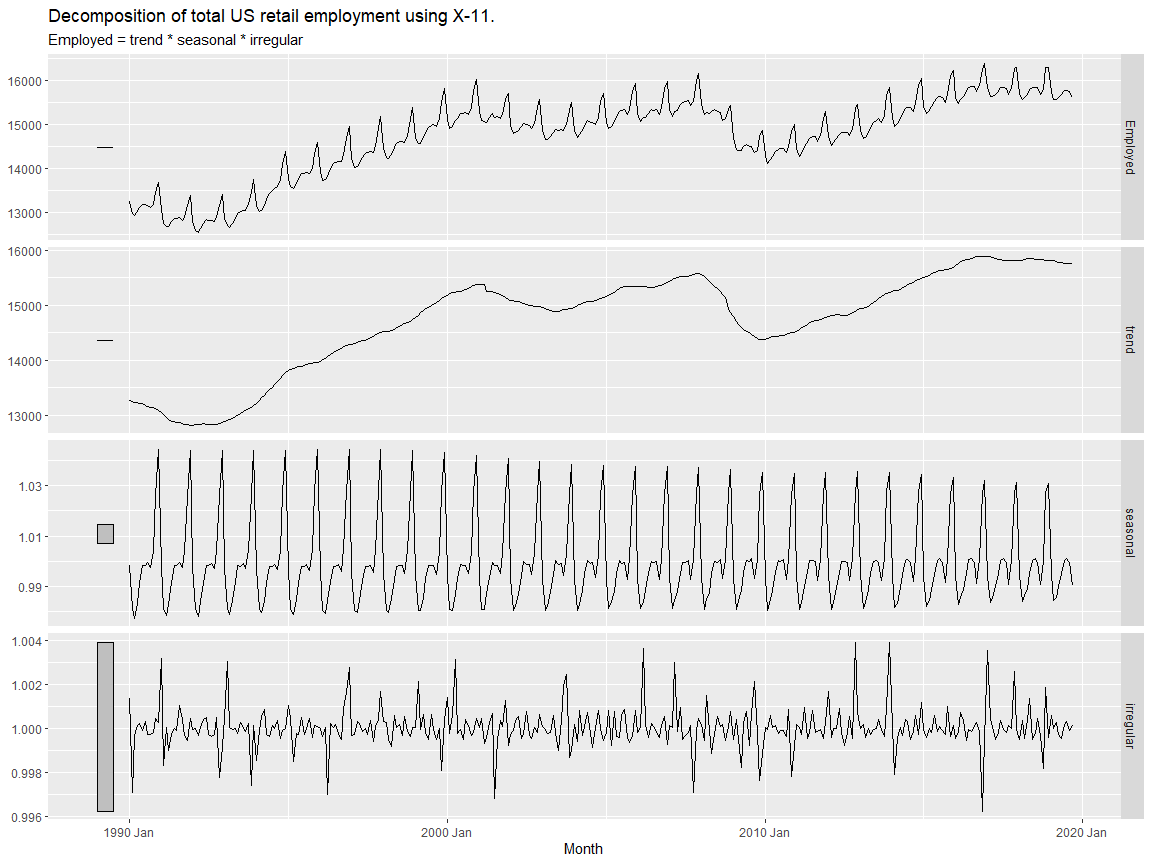 Decomposition of total US retail employment using X-11.
Employed = trend * seasonal * irregular
16000
15000
14000
13000
Employed
16000
15000
14000
13000
trend
1.03
1.01
0.99
seasonal
1.004
1.002
1.000
0.998
0.996
irregular
1990 Jan
2000 Jan
2010 Jan
2020 Jan
Month